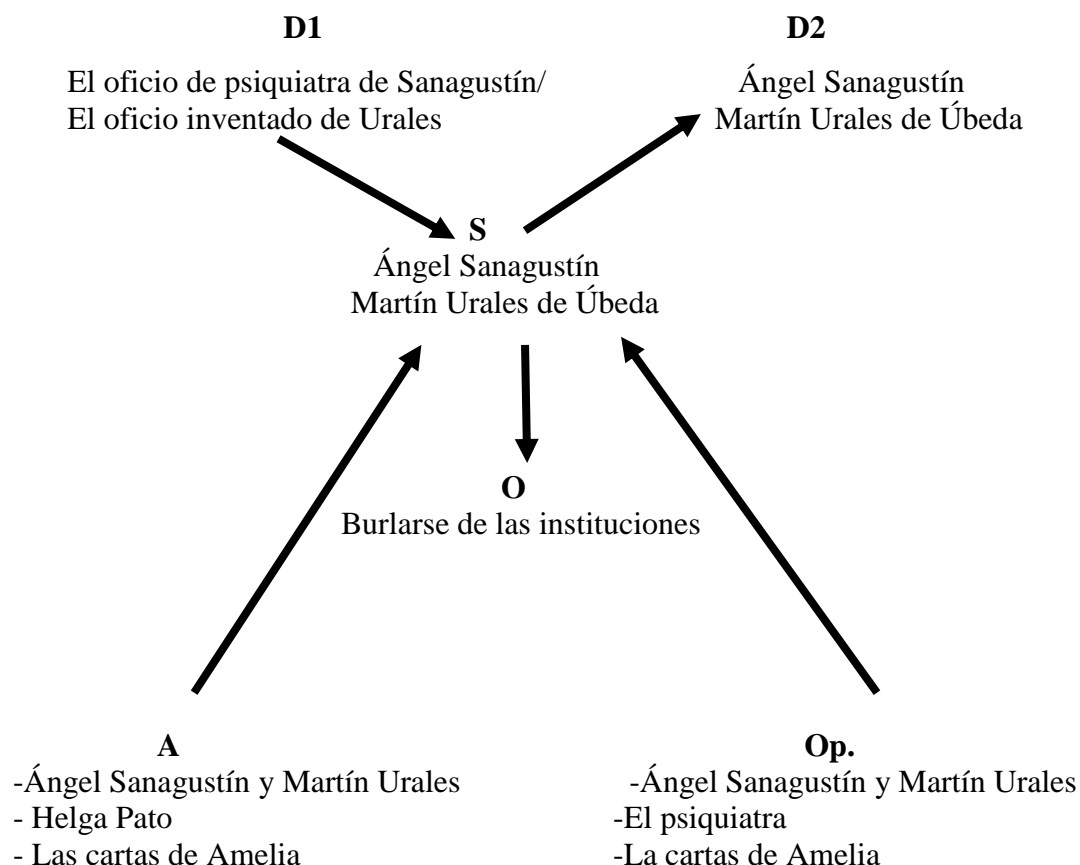 D1
D2
El oficio de psiquiatra de Sanagustín/
El oficio inventado de Urales
Ángel Sanagustín
Martín Urales de Úbeda
S
Ángel Sanagustín
Martín Urales de Úbeda
O
Burlarse de las instituciones
A
-Ángel Sanagustín y Martín Urales
- Helga Pato
- Las cartas de Amelia
Op.
-Ángel Sanagustín y Martín Urales
-El psiquiatra
-La cartas de Amelia